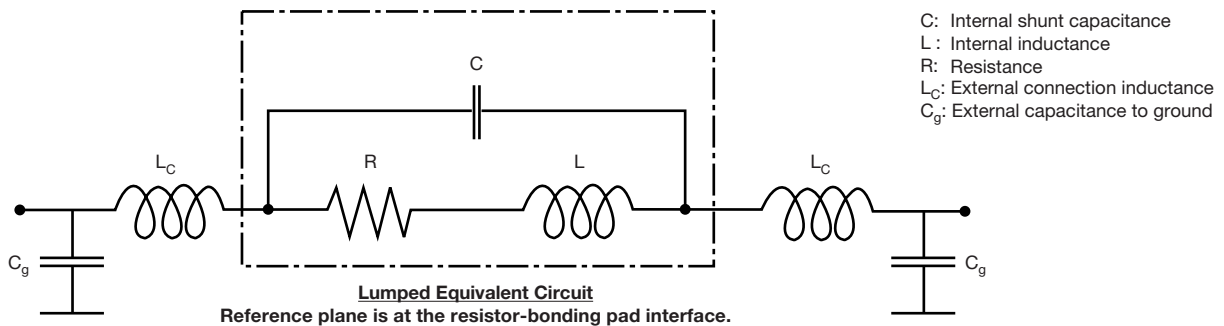 C: Internal shunt capacitance
L : Internal inductance
R: Resistance
L_C: External connection inductance
C_g: External capacitance to ground
C
L_C
R
L
L_C
C_g
C_g
Lumped Equivalent Circuit
Reference plane is at the resistor-bonding pad interface.